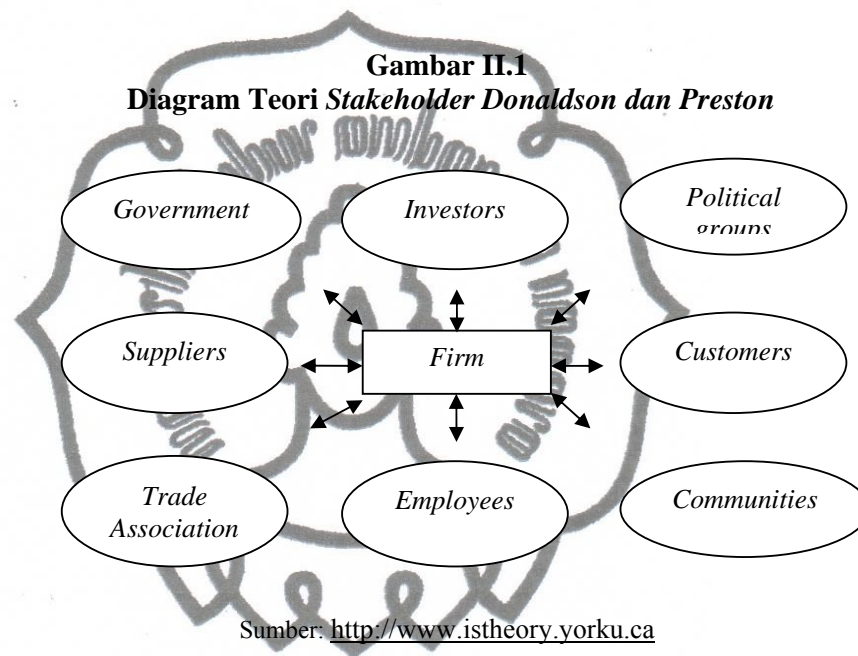 Gambar II.1
Diagram Teori Stakeholder Donaldson dan Preston
Government
Investors
Political
groups
Suppliers
Firm
Customers
Trade
Association
Employees
Communities
Sumber: http://www.istheory.yorku.ca